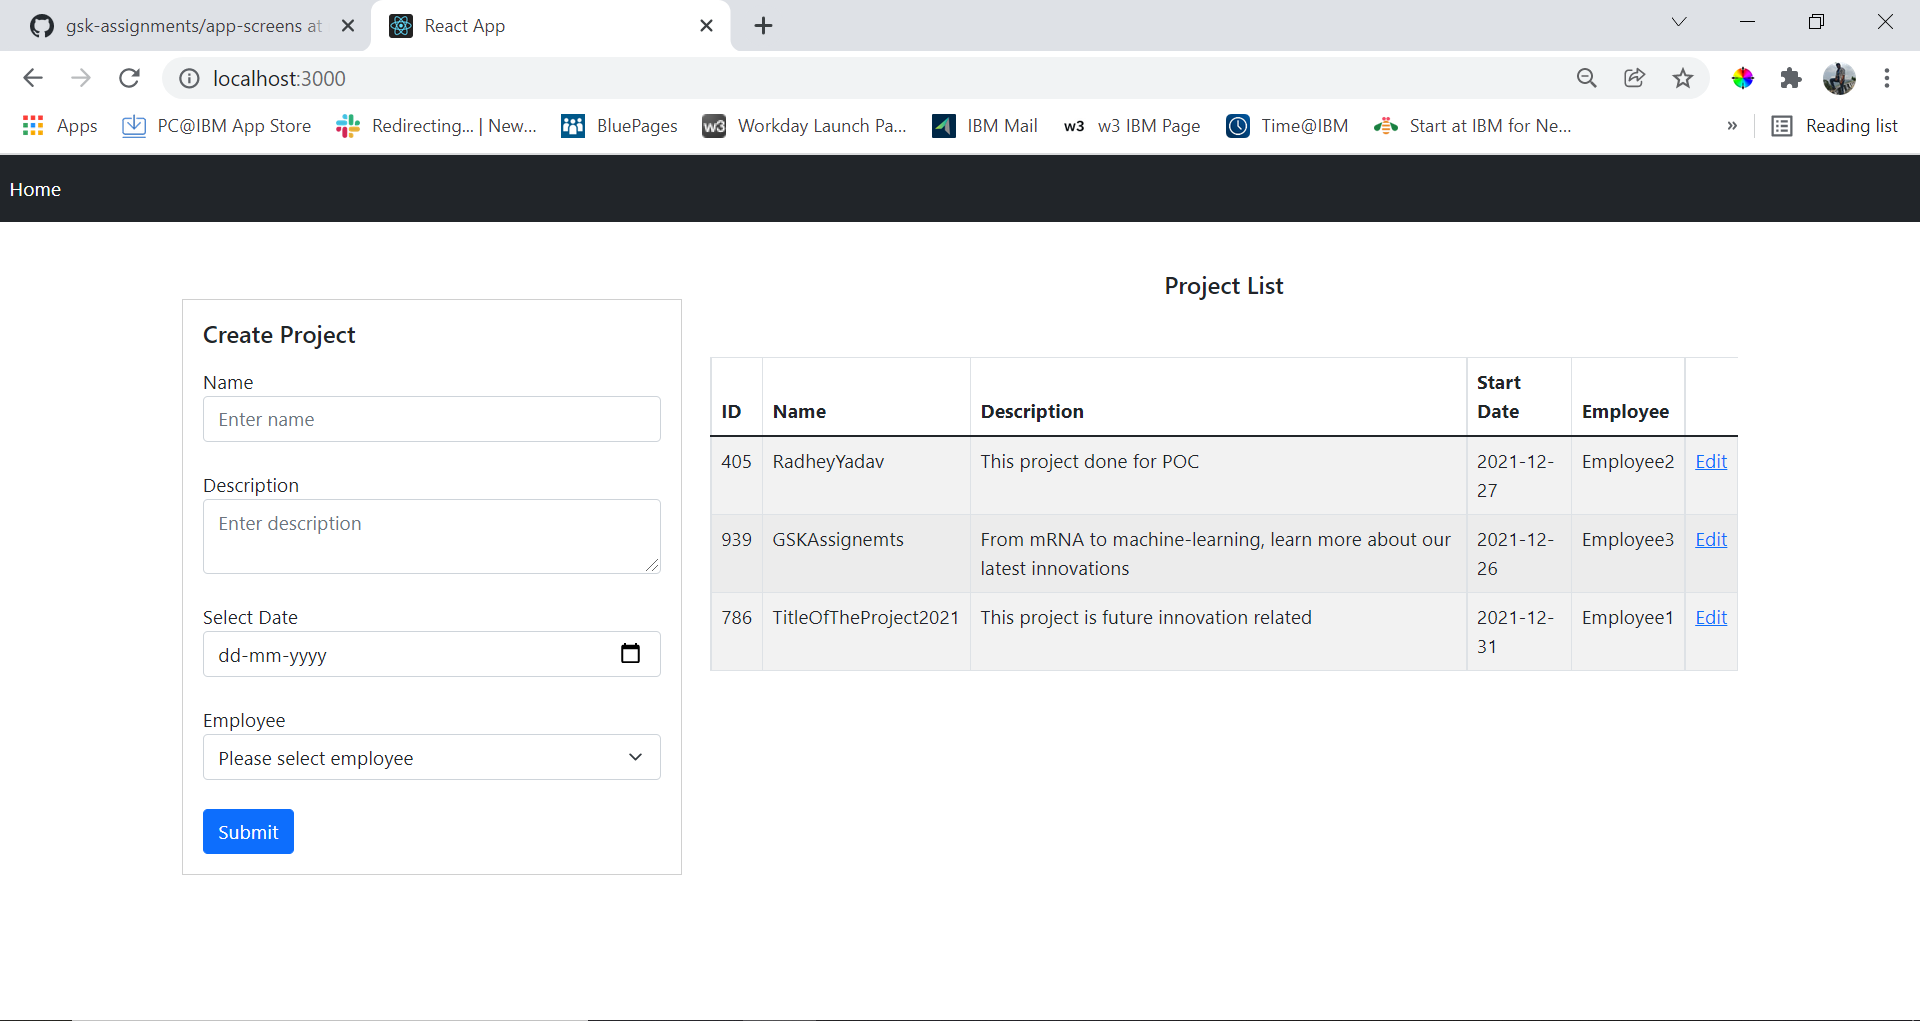 gsk-assignments/app-screens at
React App
localhost:3000
Apps
PC@IBM App Store
Redirecting... | New...
BluePages
w3
Workday Launch Pa...
IBM Mail
w3
w3 IBM Page
Time@IBM
Start at IBM for Ne...
»
Reading list
Home
Create Project
Name
Enter name
Description
Enter description
Select Date
dd-mm-yyyy
Employee
Please select employee
Submit
Project List
ID Name Description Start Date Employee
405 RadheyYadav This project done for POC 2021-12-
27
Employee2 Edit
939 GSKAssignemts From mRNA to machine-learning, learn more about our
latest innovations
2021-12-
26
Employee3 Edit
786 TitleOfTheProject2021 This project is future innovation related 2021-12-
31
Employee1 Edit